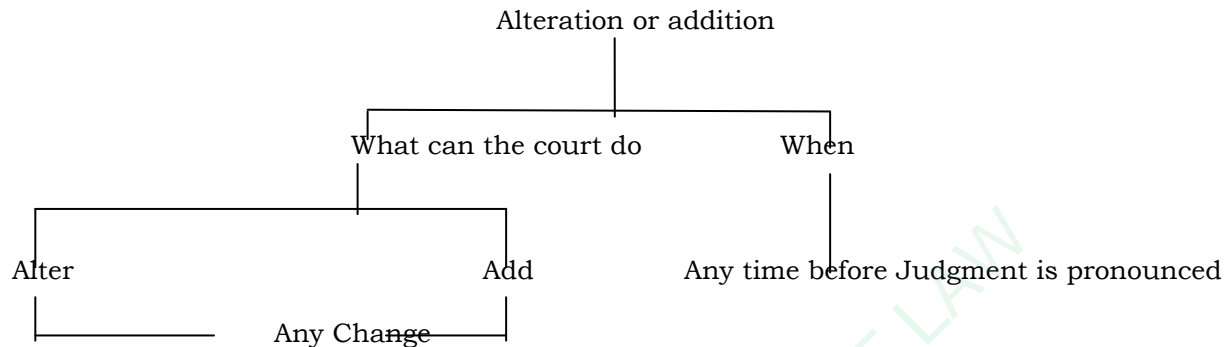 Alteration or addition
What can the court do When
Alter Add Any time before Judgment is pronounced
Any Change
LAW